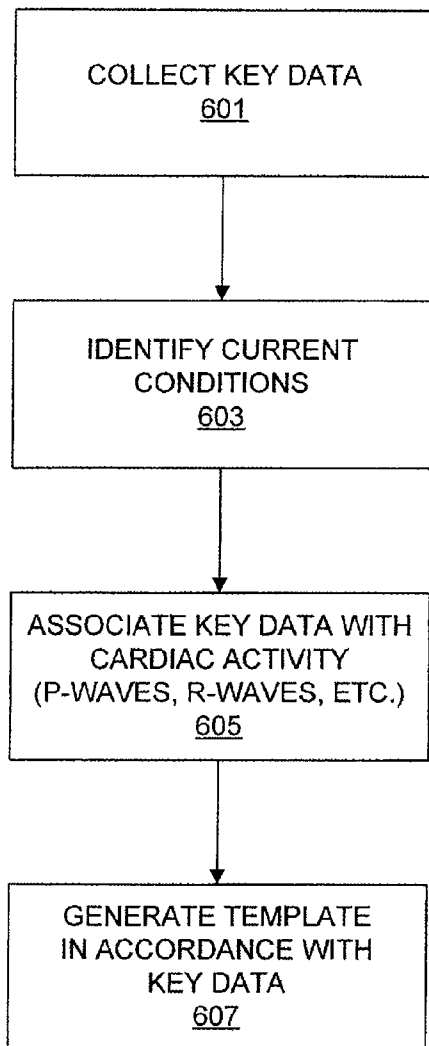 COLLECT KEY DATA
601
IDENTIFY CURRENT
CONDITIONS
603
ASSOCIATE KEY DATA WITH
CARDIAC ACTIVITY
(P-WAVES, R-WAVES, ETC.)
605
GENERATE TEMPLATE
IN ACCORDANCE WITH
KEY DATA
607